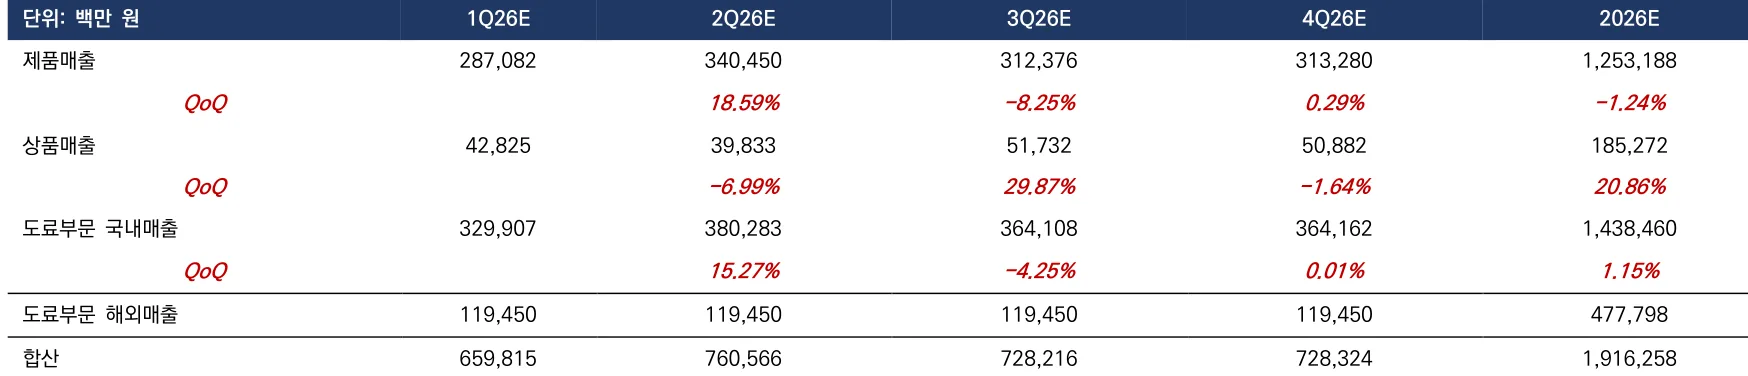 단위: 백만 원 1Q26E 2Q26E 3Q26E 4Q26E 2026E
제품매출 287,082 340,450 312,376 313,280 1,253,188
QoQ 18.59% -8.25% 0.29% -1.24%
상품매출 42,825 39,833 51,732 50,882 185,272
QoQ -6.99% 29.87% -1.64% 20.86%
도료부문 국내매출 329,907 380,283 364,108 364,162 1,438,460
QoQ 15.27% -4.25% 0.01% 1.15%
도료부문 해외매출 119,450 119,450 119,450 119,450 477,798
합산 659,815 760,566 728,216 728,324 1,916,258